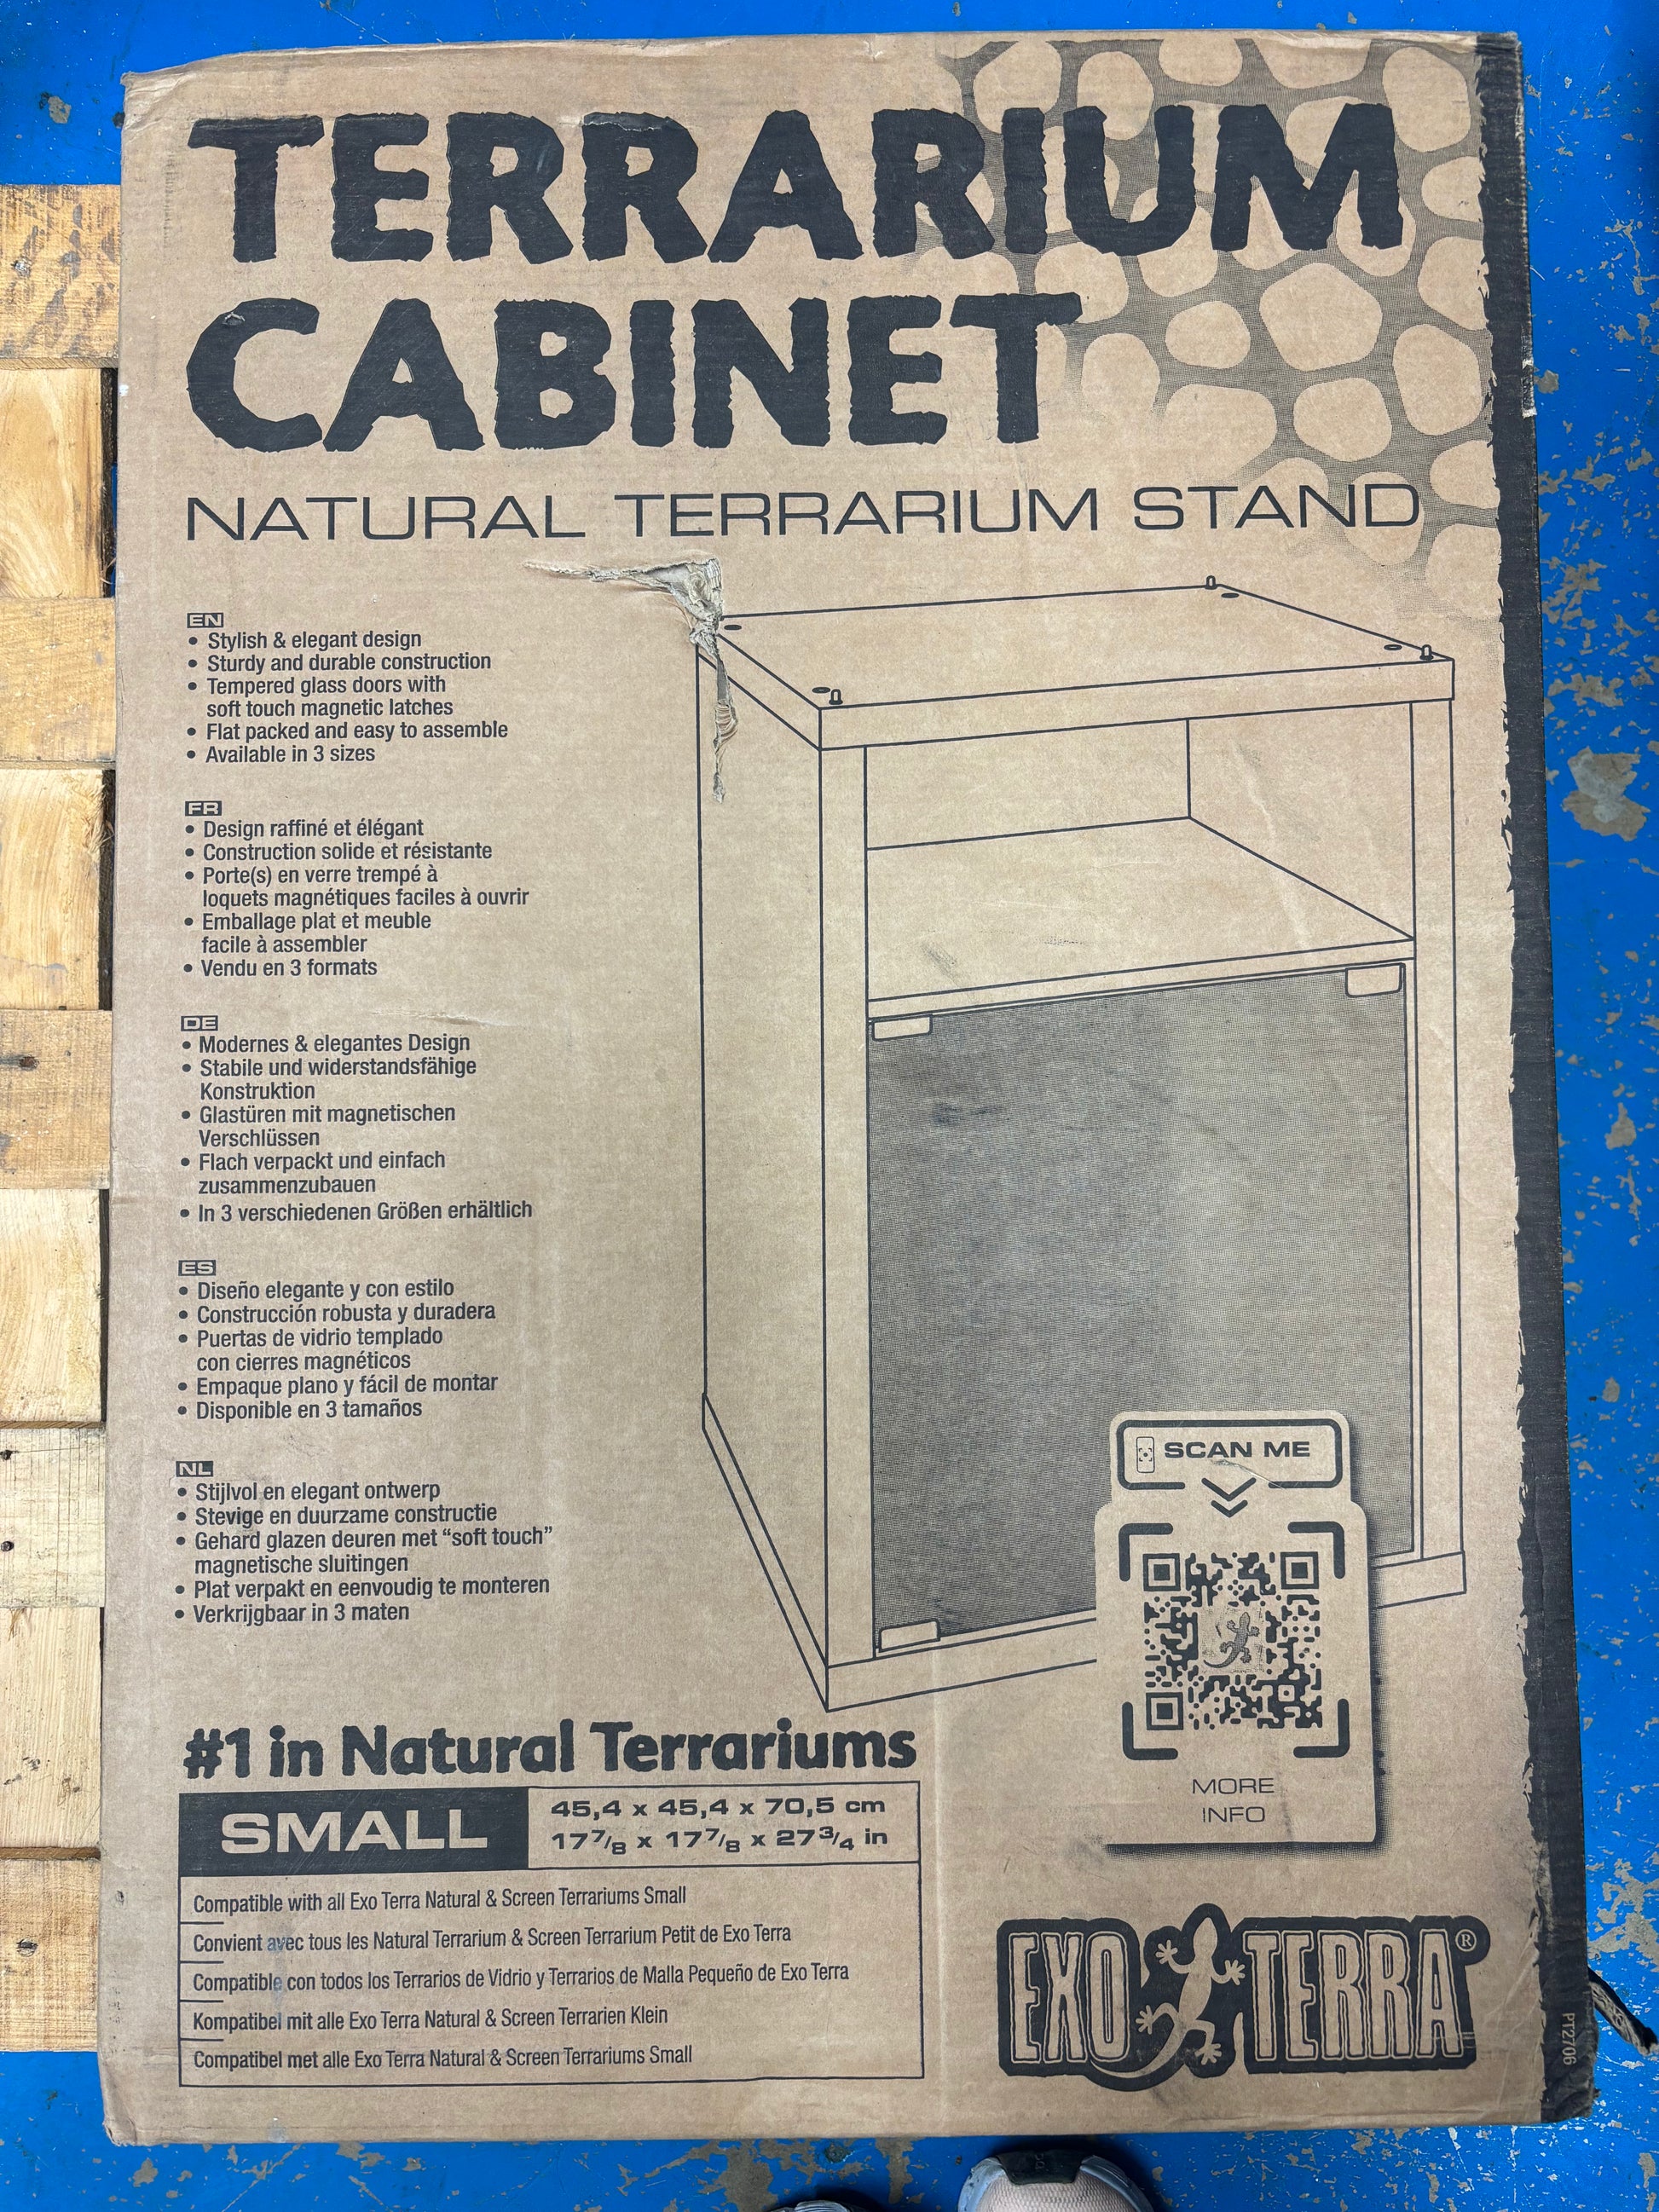 TERRARIUM
CABINET
NATURAL TERRARIUM STAND
EN
• Stylish & elegant design
• Sturdy and durable construction
• Tempered glass doors with
soft touch magnetic latches
• Flat packed and easy to assemble
• Available in 3 sizes
FR
• Design raffiné et élégant
• Construction solide et résistante
• Porte(s) en verre trempé à
loquets magnétiques faciles à ouvrir
• Emballage plat et meuble
facile à assembler
• Vendu en 3 formats
DE
• Modernes & elegantes Design
• Stabile und widerstandsfähige
Konstruktion
• Glastüren mit magnetischen
Verschlüssen
• Flach verpackt und einfach
zusammenzubauen
• In 3 verschiedenen Größen erhältlich
ES
• Diseño elegante y con estilo
• Construcción robusta y duradera
• Puertas de vidrio templado
con cierres magnéticos
• Empaque plano y fácil de montar
• Disponible en 3 tamaños
NL
• Stijlvol en elegant ontwerp
• Stevige en duurzame constructie
• Gehard glazen deuren met “soft touch”
magnetische sluitingen
• Plat verpakt en eenvoudig te monteren
• Verkrijgbaar in 3 maten
SCAN ME
MORE
INFO
#1 in Natural Terrariums
SMALL
45,4 x 45,4 x 70,5 cm
17 7/8 x 17 7/8 x 27 3/4 in
Compatible with all Exo Terra Natural & Screen Terrariums Small
Convient avec tous les Natural Terrarium & Screen Terrarium Petit de Exo Terra
Compatible con todos los Terrarios de Vidrio y Terrarios de Malla Pequeño de Exo Terra
Kompatibel mit alle Exo Terra Natural & Screen Terrarien Klein
Compatibel met alle Exo Terra Natural & Screen Terrariums Small
EXO TERRA®
PT2706